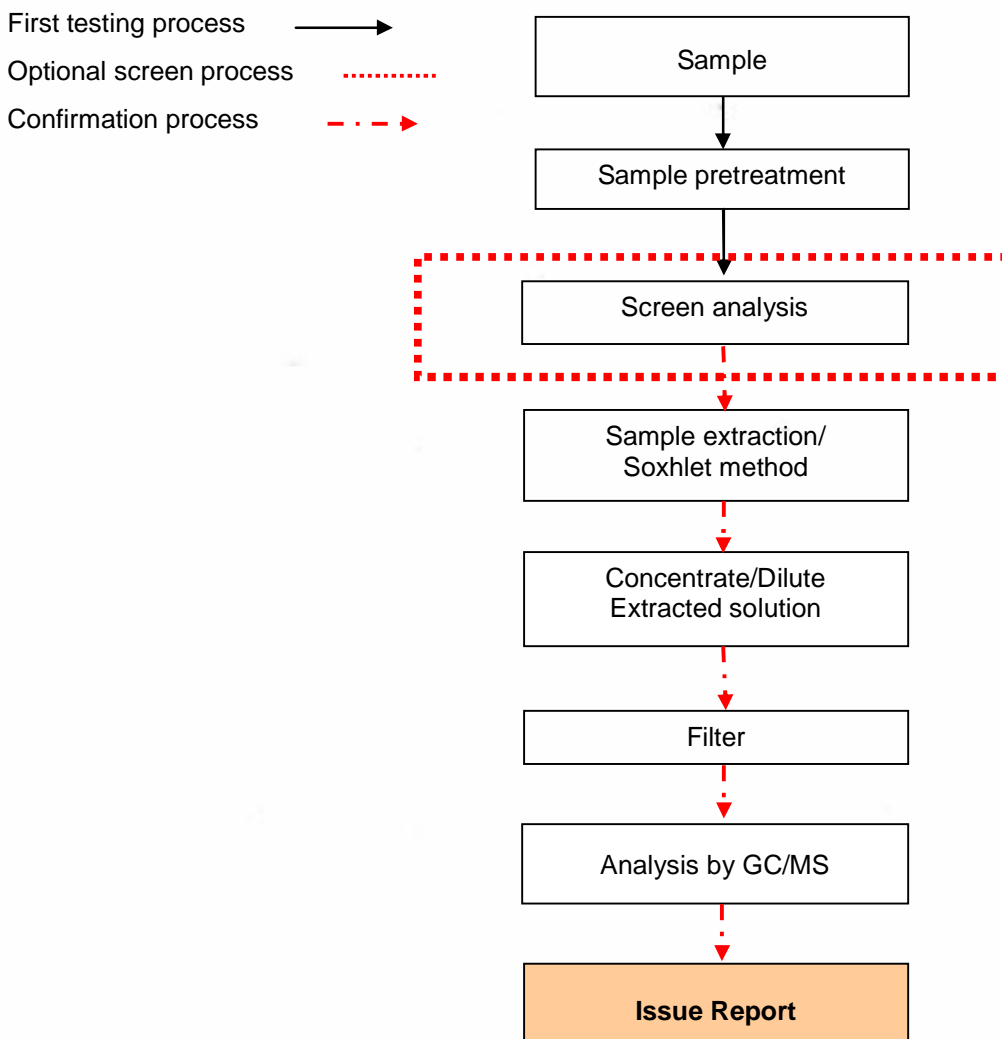 First testing process
Optional screen process
Confirmation process
Sample
Sample pretreatment
Screen analysis
Sample extraction/
Soxhlet method
Concentrate/Dilute
Extracted solution
Filter
Analysis by GC/MS
Issue Report